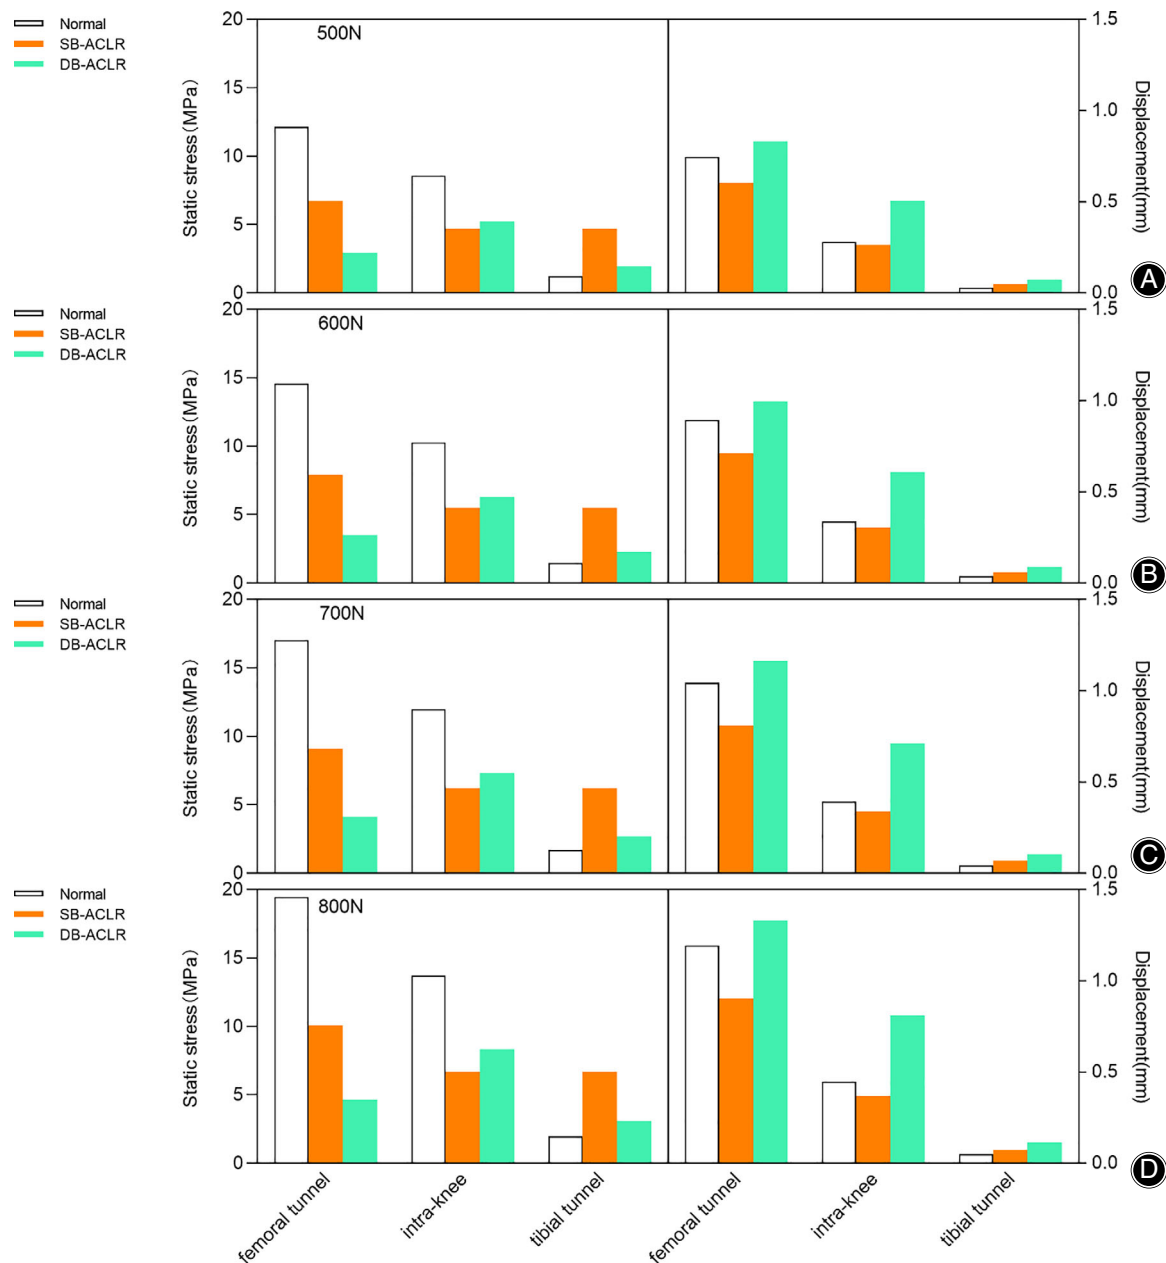 Normal
SB-ACLR
DB-ACLR
500N
Static stress(MPa)
20
15
10
5
0
1.5
1.0
0.5
0.0
Displacement(mm)
A
Normal
SB-ACLR
DB-ACLR
600N
Static stress(MPa)
20
15
10
5
0
1.5
1.0
0.5
0.0
Displacement(mm)
B
Normal
SB-ACLR
DB-ACLR
700N
Static stress(MPa)
20
15
10
5
0
1.5
1.0
0.5
0.0
Displacement(mm)
C
Normal
SB-ACLR
DB-ACLR
800N
Static stress(MPa)
20
15
10
5
0
1.5
1.0
0.5
0.0
Displacement(mm)
D
femoral tunnel
intra-knee
tibial tunnel
femoral tunnel
intra-knee
tibial tunnel